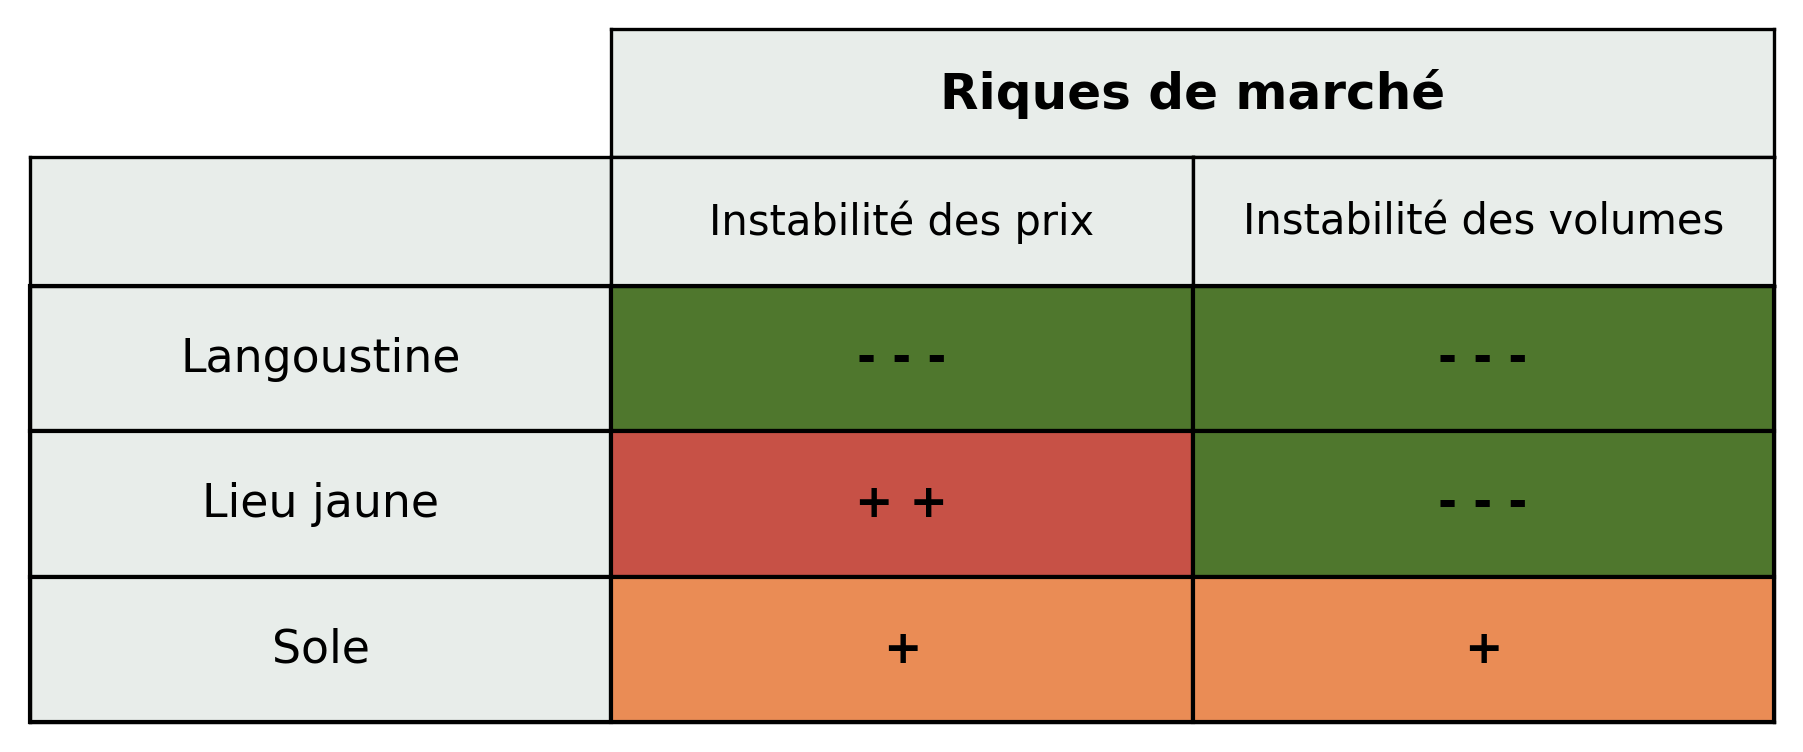 Riques de marché
Instabilité des prix Instabilité des volumes
Langoustine - - - - - -
Lieu jaune + + - - -
Sole + +